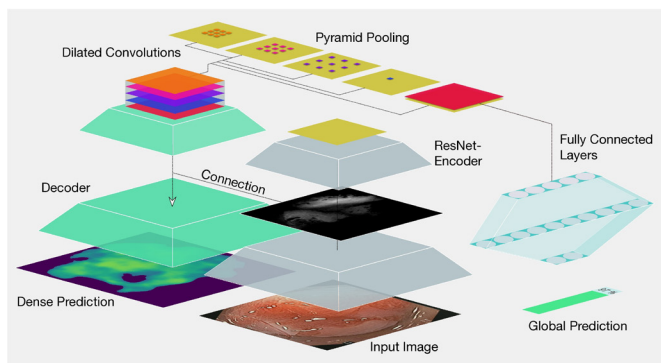 Pyramid Pooling
Dilated Convolutions
ResNet-
Encoder
Fully Connected
Layers
Connection
Decoder
Dense Prediction
Input Image
Global Prediction